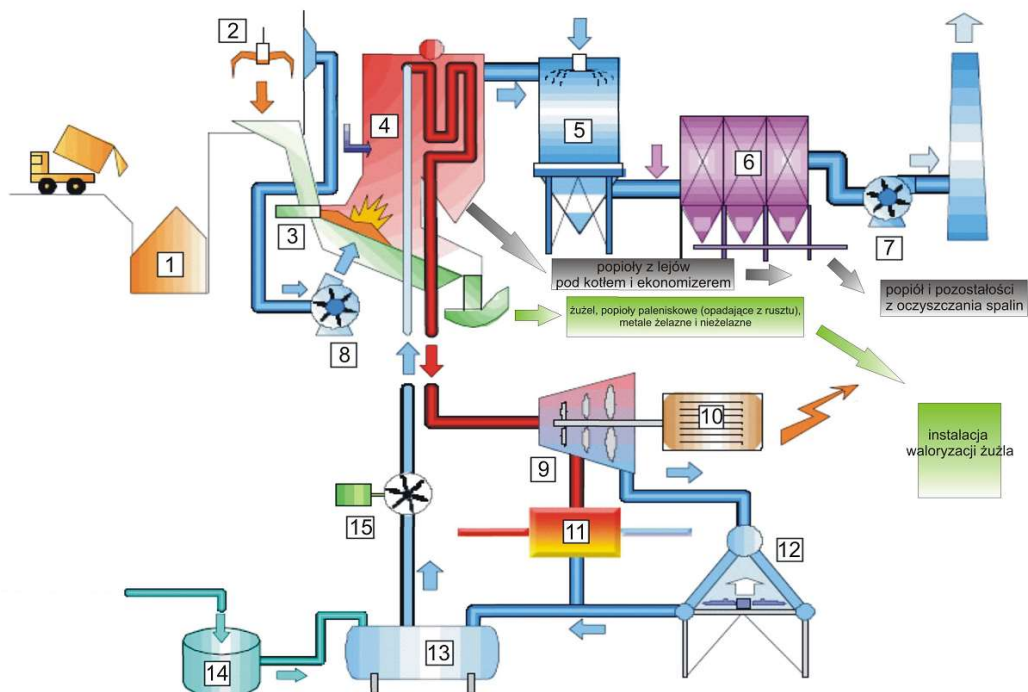 2
4
5
6
1
3
7
8
popioły z lejów
pod kotłem i ekonomizerem
popiół i pozostałości
z oczyszczania spalin
żużel, popioły paleniskowe (opadające z rusztu),
metale żelazne i nieżelazne
10
9
instalacja
waloryzacji żużla
15
11
12
13
14